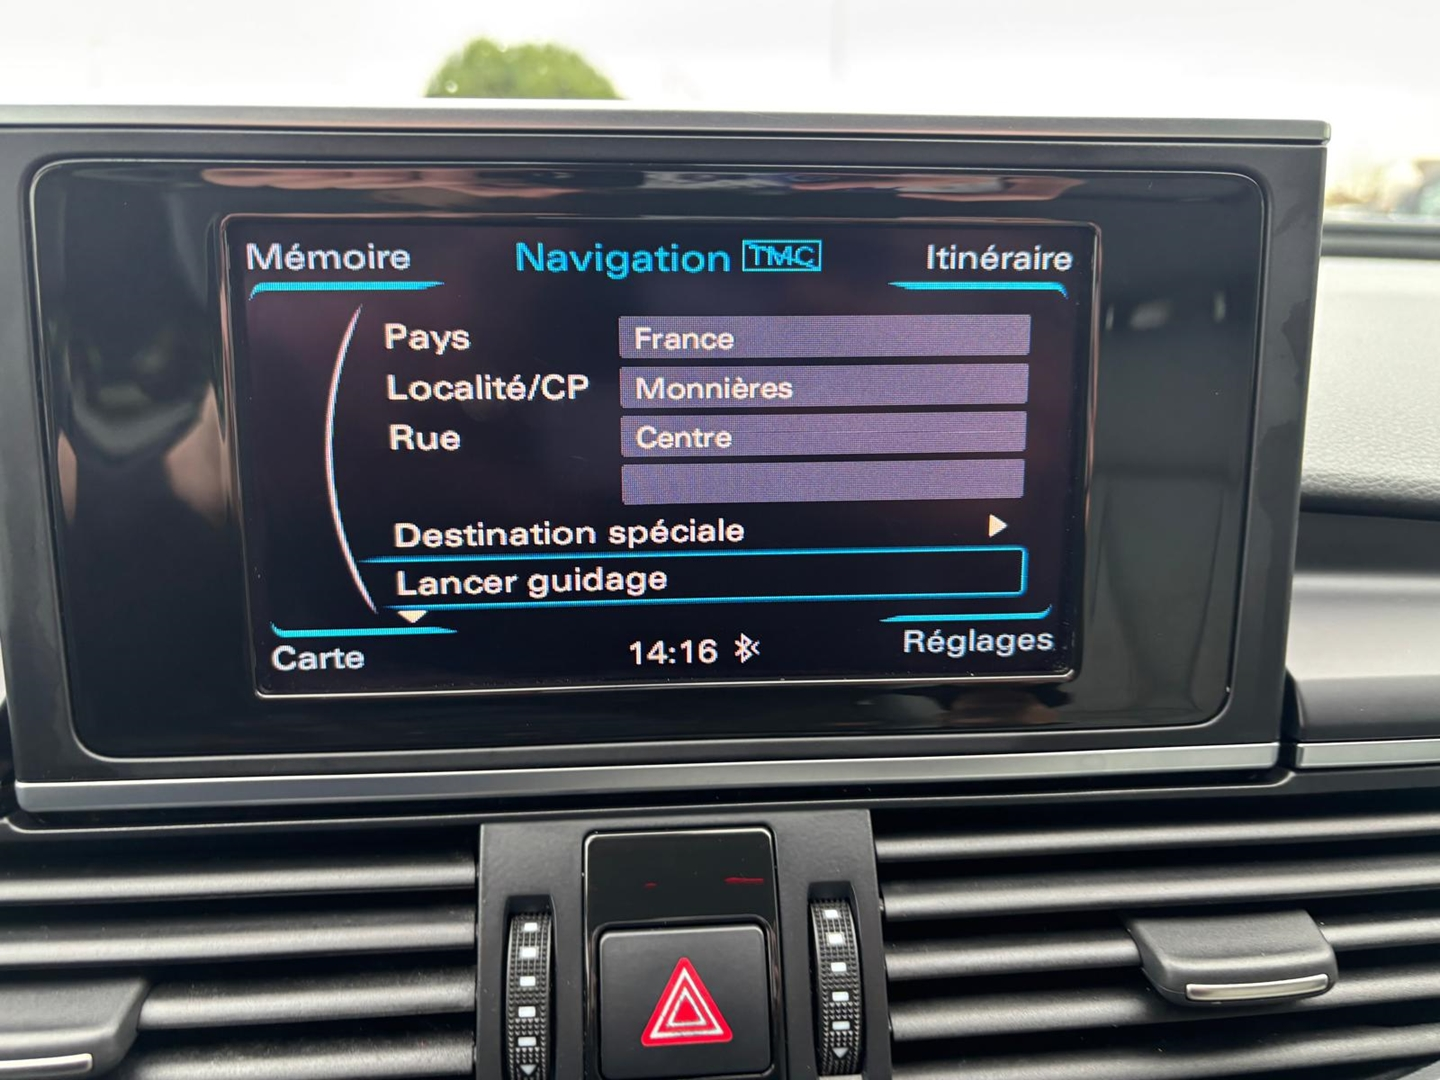 Mémoire Navigation TMC Itinéraire
Pays France
Localité/CP Monnières
Rue Centre
Destination spéciale
Lancer guidage
Carte 14:16 Réglages